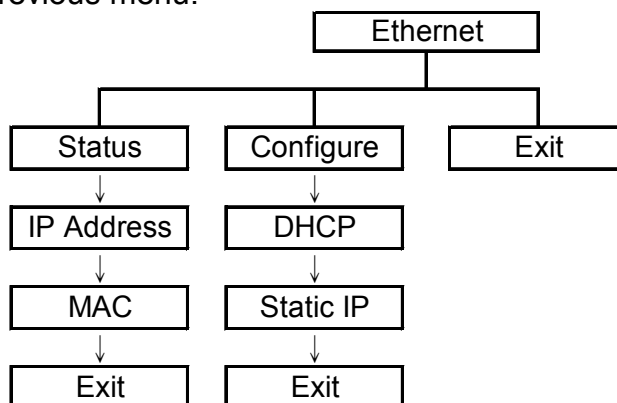 revious menu.
Ethernet
Status
Configure
Exit
IP Address
DHCP
MAC
Static IP
Exit
Exit